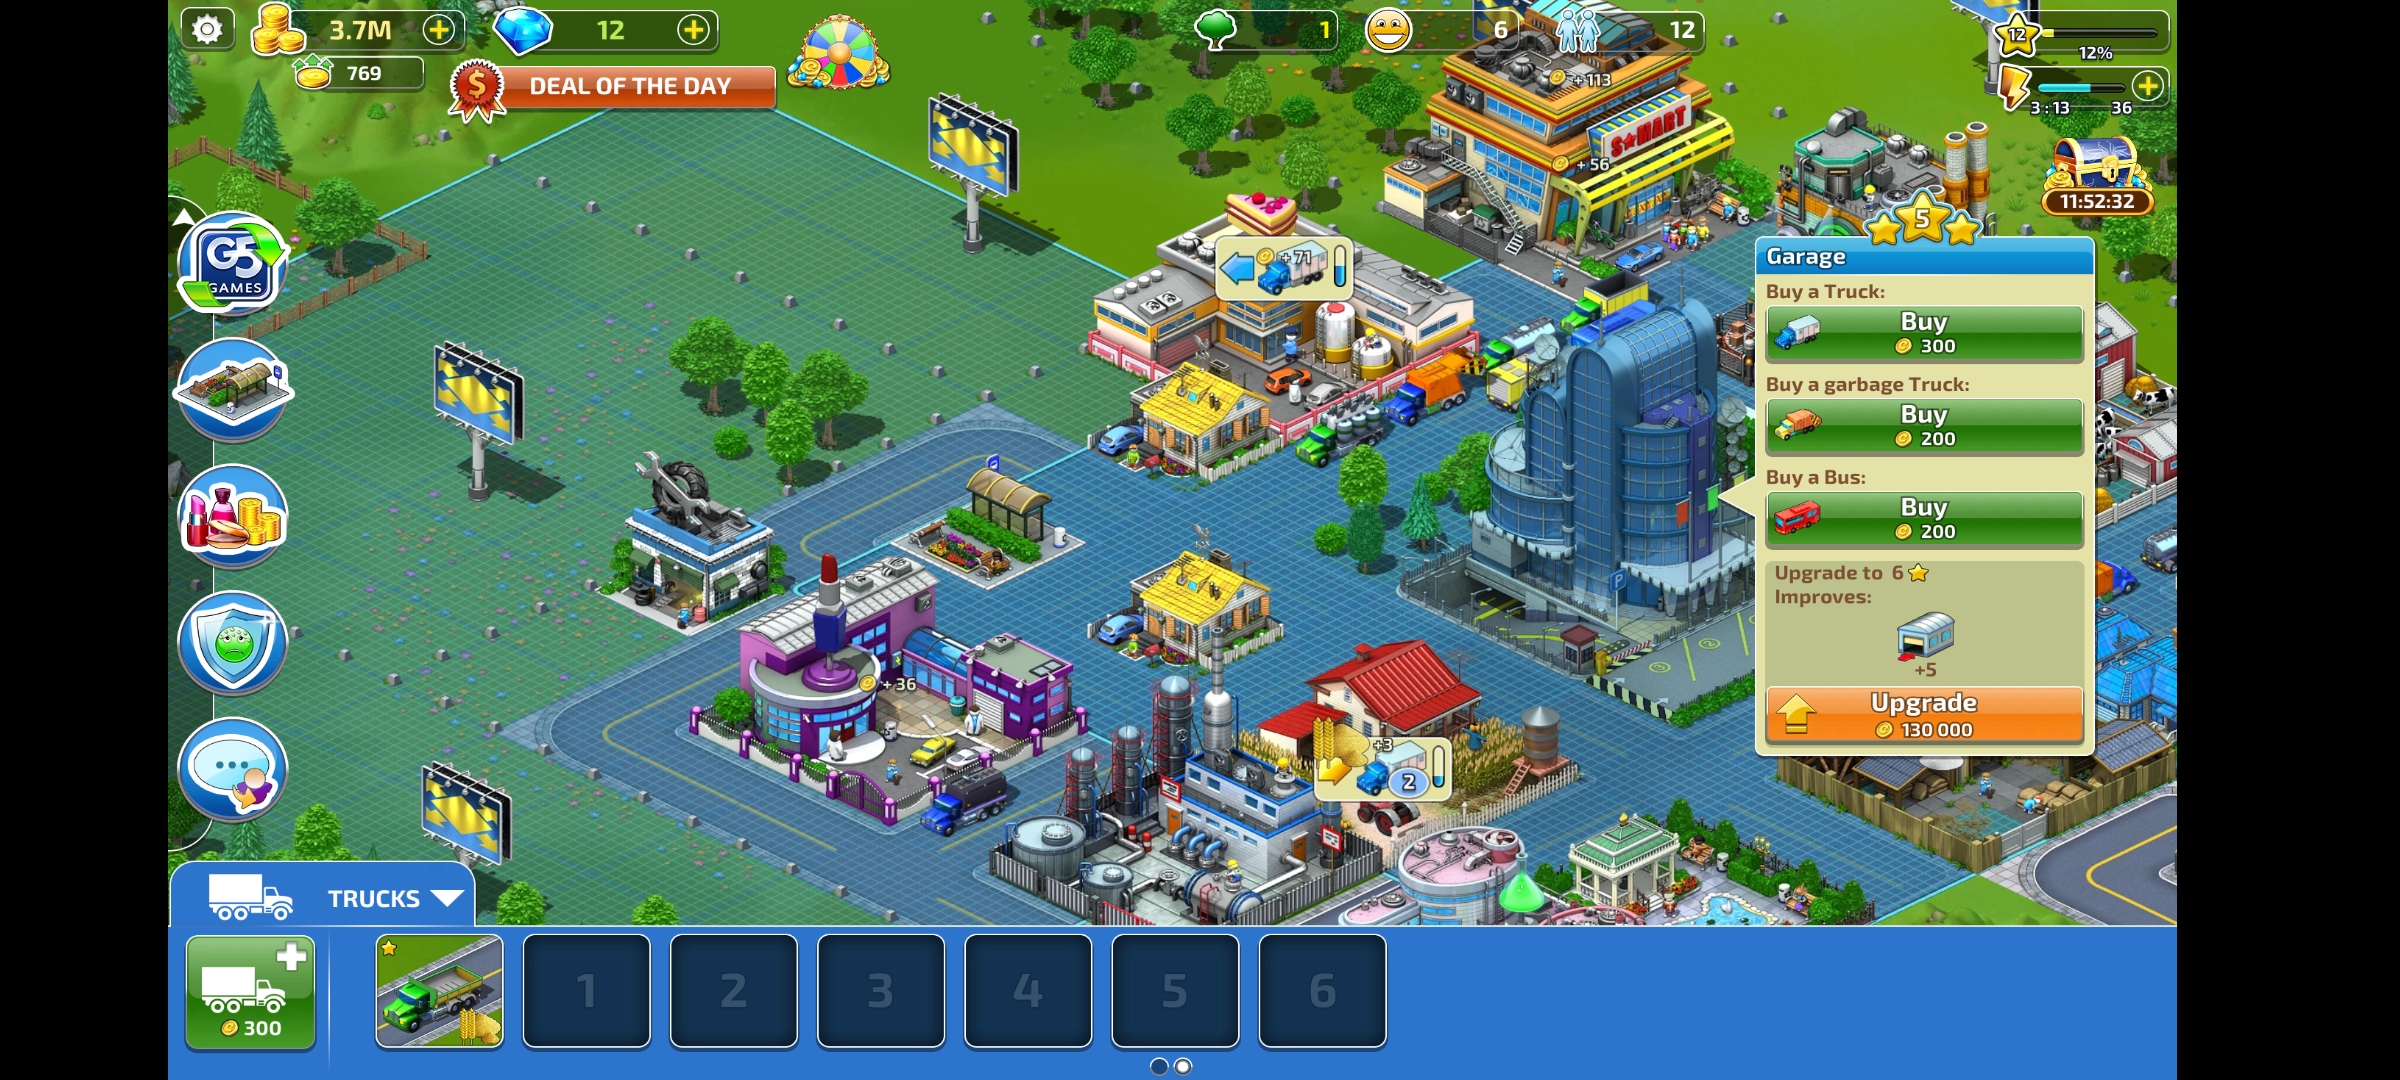 3.7M
12
1
6
12
12
12%
769
DEAL OF THE DAY
+113
3:13
36
S★MART
+56
11:52:32
5
G5
GAMES
+71
Garage
Buy a Truck:
Buy
300
Buy a garbage Truck:
Buy
200
Buy a Bus:
Buy
200
Upgrade to 6
Improves:
+5
Upgrade
130 000
P
+36
+3
2
TRUCKS
300
1
2
3
4
5
6